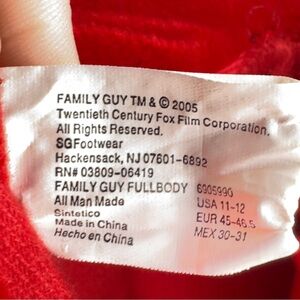 FAMILY GUY TM & © 2005
Twentieth Century Fox Film Corporation.
All Rights Reserved.
SGFootwear
Hackensack, NJ 07601-6892
RN# 03809-06419
FAMILY GUY FULLBODY 6905990
All Man Made USA 11-12
Sintetico EUR 45-46.5
Made in China MEX 30-31
Hecho en China